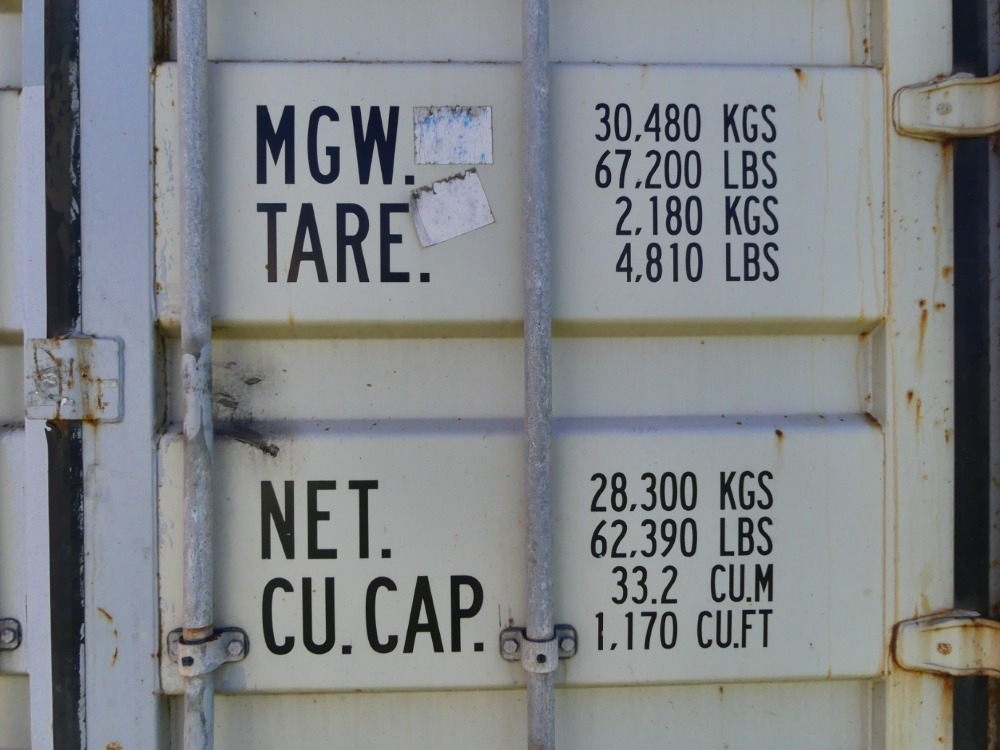 MGW. 30,480 KGS
67,200 LBS
TARE. 2,180 KGS
4,810 LBS
NET. 28,300 KGS
62,390 LBS
CU.CAP. 33.2 CU.M
1,170 CU.FT